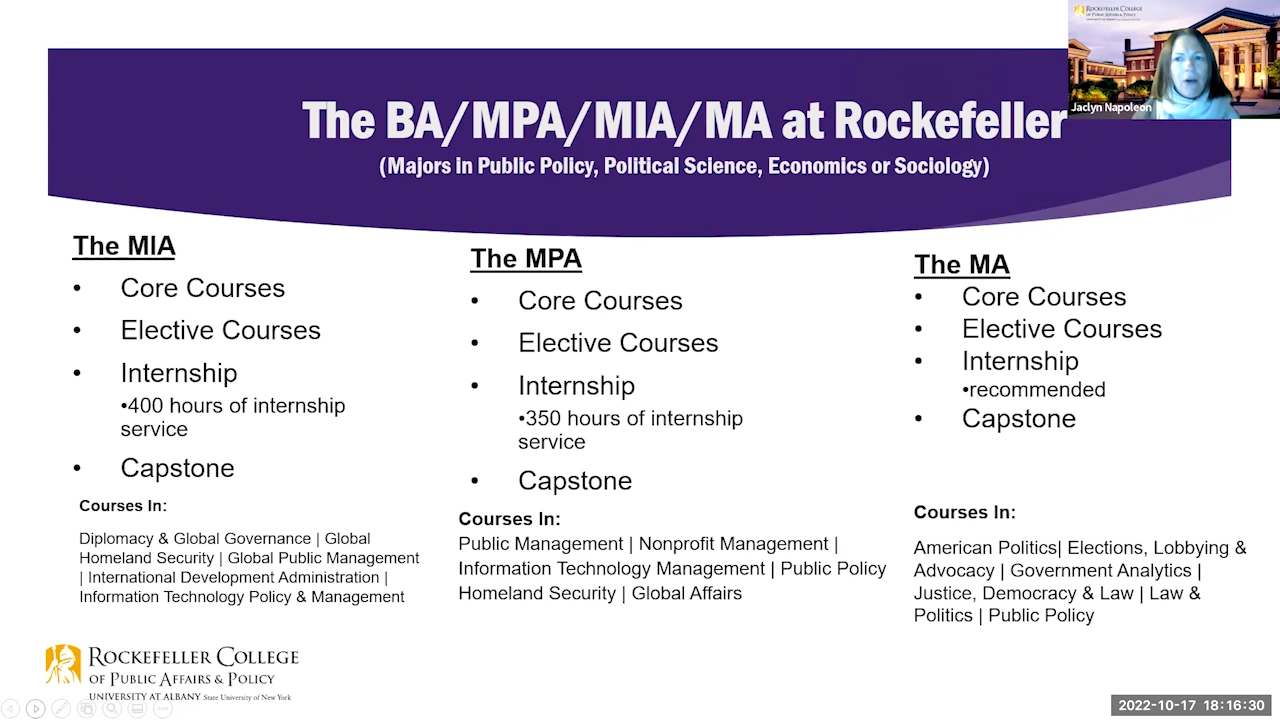 ROCKEFELLER COLLEGE
OF PUBLIC AFFAIRS & POLICY
Jaclyn Napoleon
The BA/MPA/MIA/MA at Rockefeller
(Majors in Public Policy, Political Science, Economics or Sociology)
The MIA
• Core Courses
• Elective Courses
• Internship
•400 hours of internship
service
• Capstone
Courses In:
Diplomacy & Global Governance | Global
Homeland Security | Global Public Management
| International Development Administration |
Information Technology Policy & Management
The MPA
• Core Courses
• Elective Courses
• Internship
•350 hours of internship
service
• Capstone
Courses In:
Public Management | Nonprofit Management |
Information Technology Management | Public Policy
Homeland Security | Global Affairs
The MA
• Core Courses
• Elective Courses
• Internship
•recommended
• Capstone
Courses In:
American Politics| Elections, Lobbying &
Advocacy | Government Analytics |
Justice, Democracy & Law | Law &
Politics | Public Policy
ROCKEFELLER COLLEGE
OF PUBLIC AFFAIRS & POLICY
UNIVERSITY AT ALBANY State University of New York
2022-10-17 18:16:30